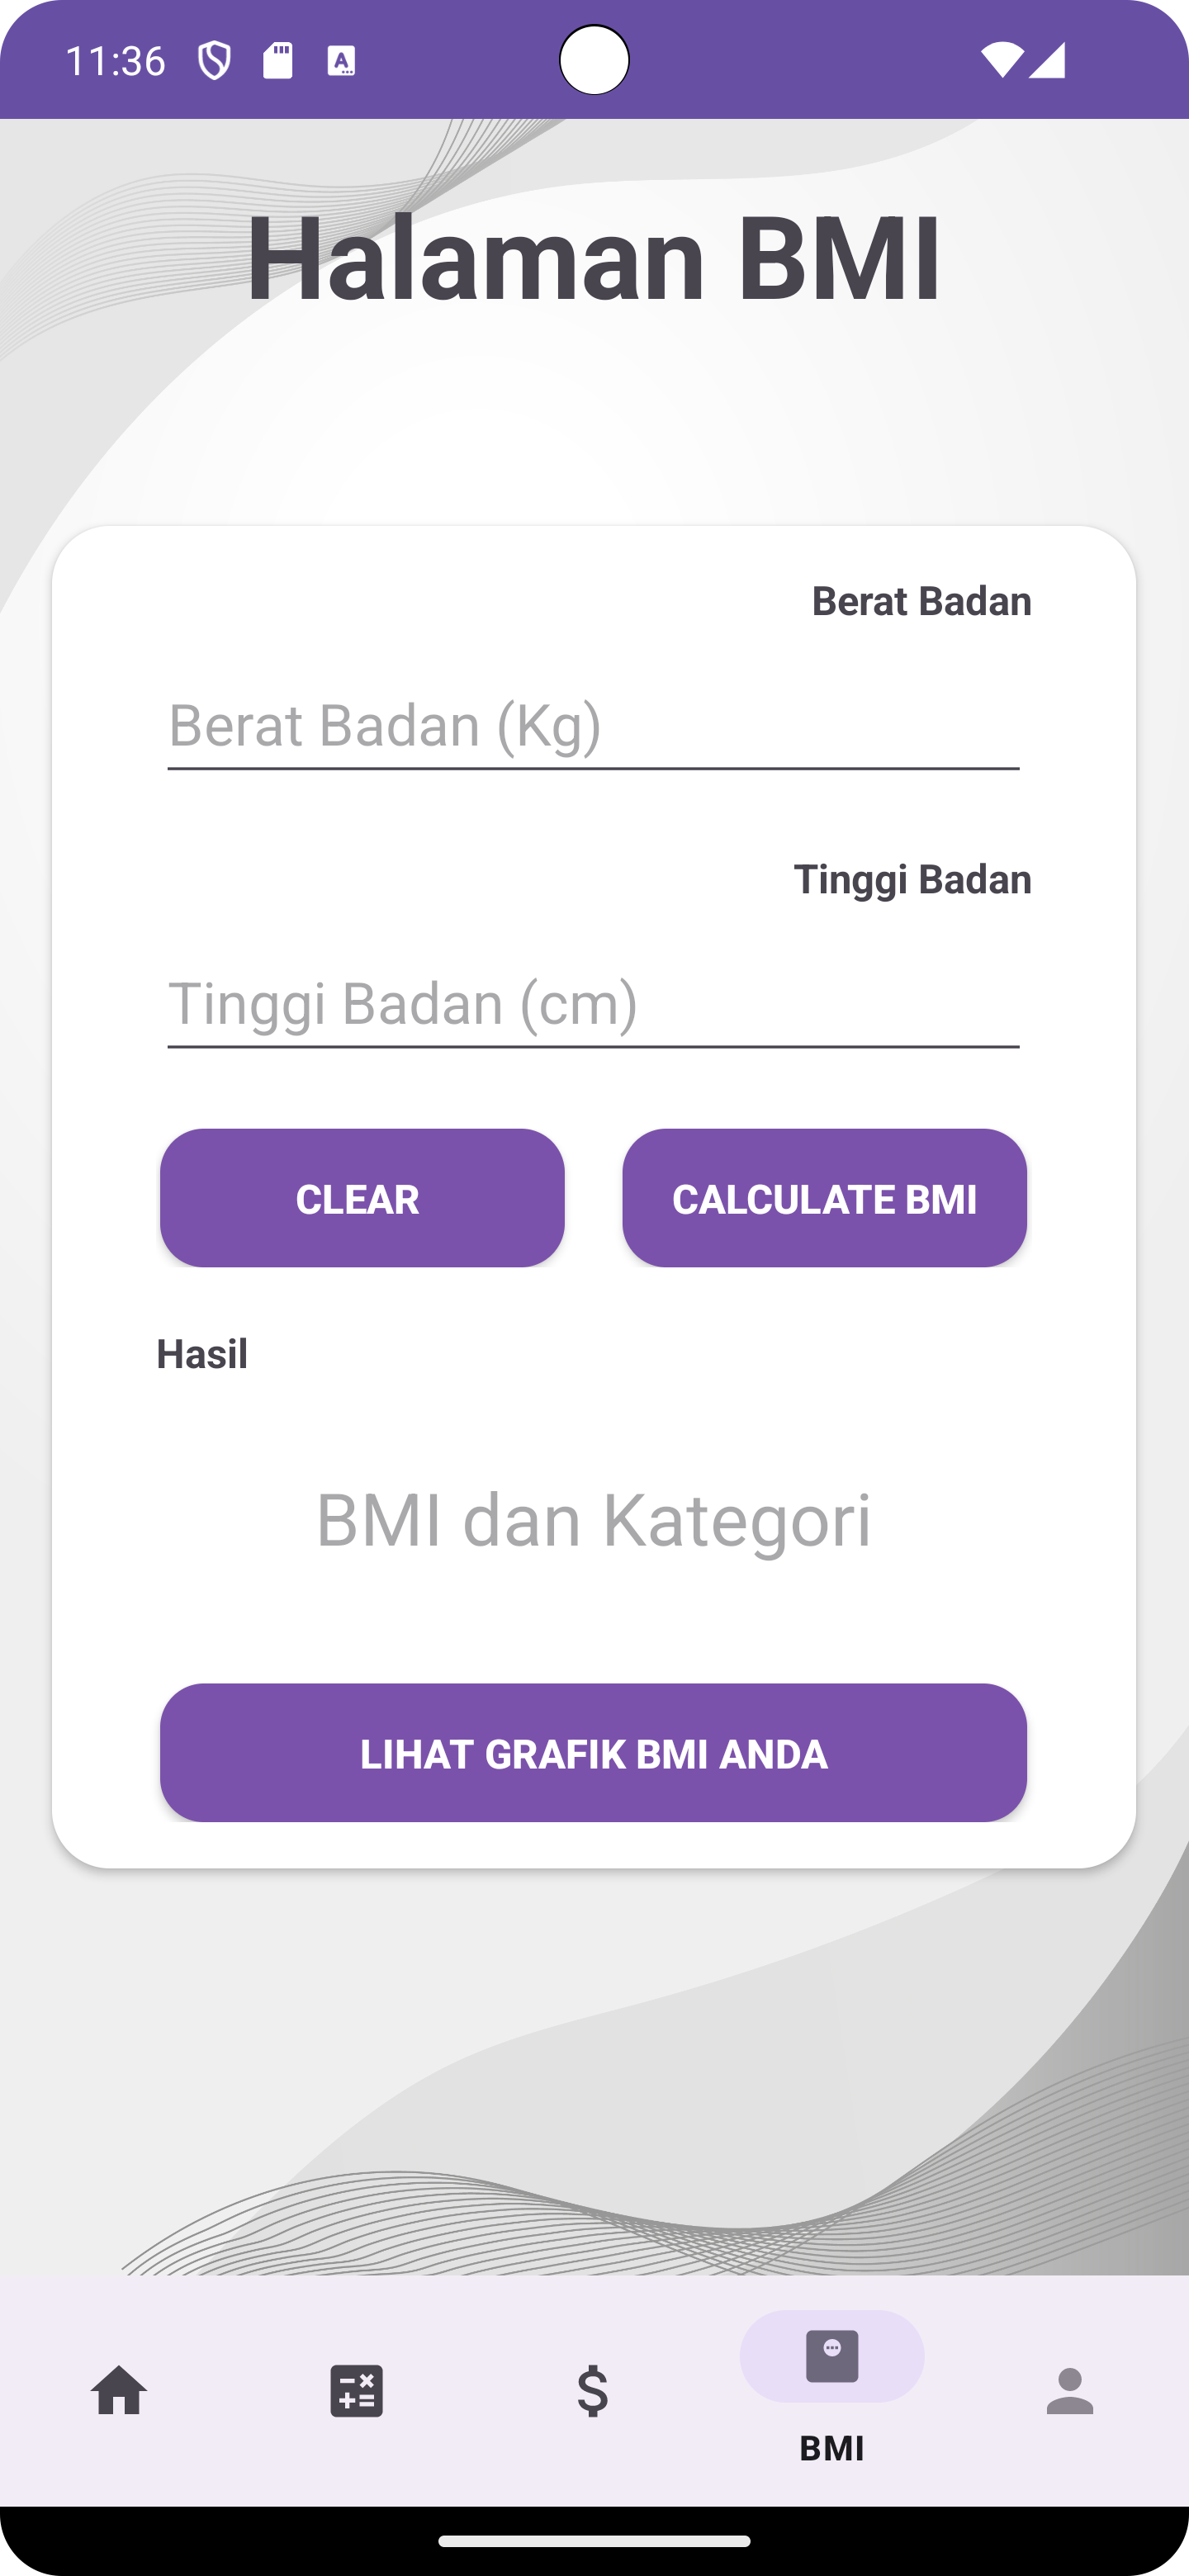 11:36
Halaman BMI
Berat Badan
Berat Badan (Kg)
Tinggi Badan
Tinggi Badan (cm)
CLEAR
CALCULATE BMI
Hasil
BMI dan Kategori
LIHAT GRAFIK BMI ANDA
BMI